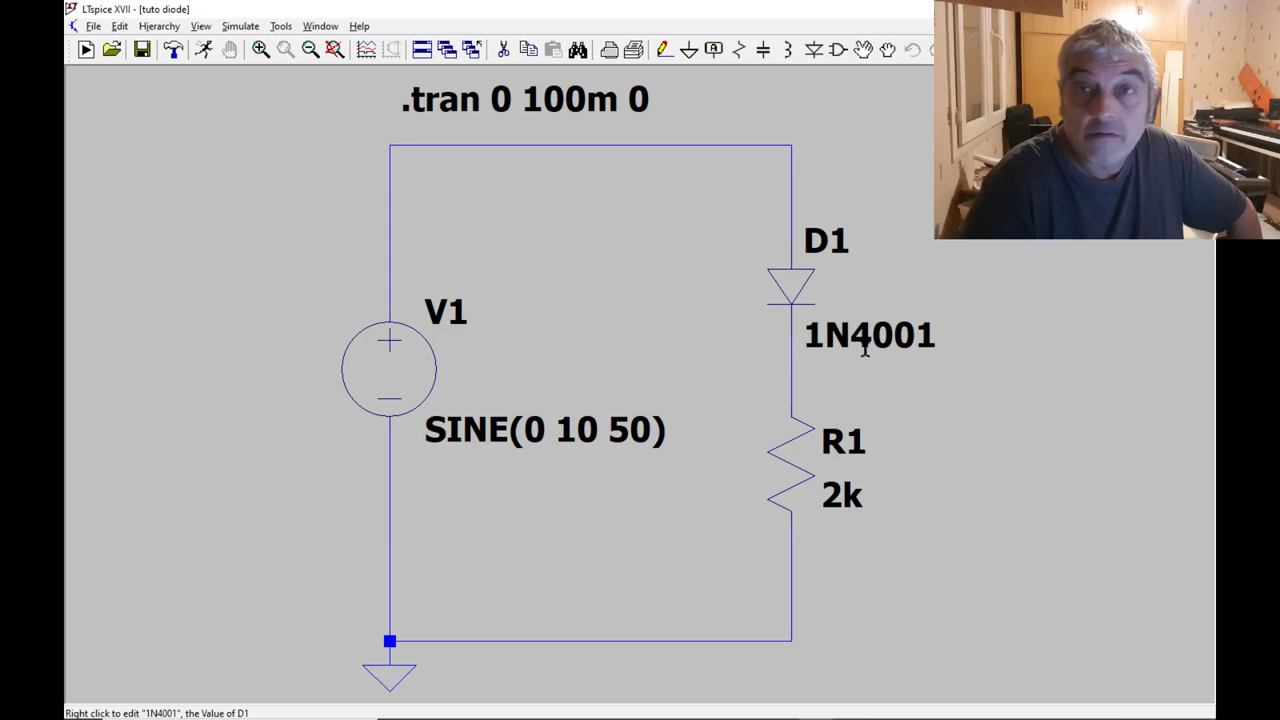 LTspice XVII - [tuto diode]
File Edit Hierarchy View Simulate Tools Window Help
.tran 0 100m 0
D1
V1
1N4001
SINE(0 10 50)
R1
2k
Right click to edit "1N4001", the Value of D1